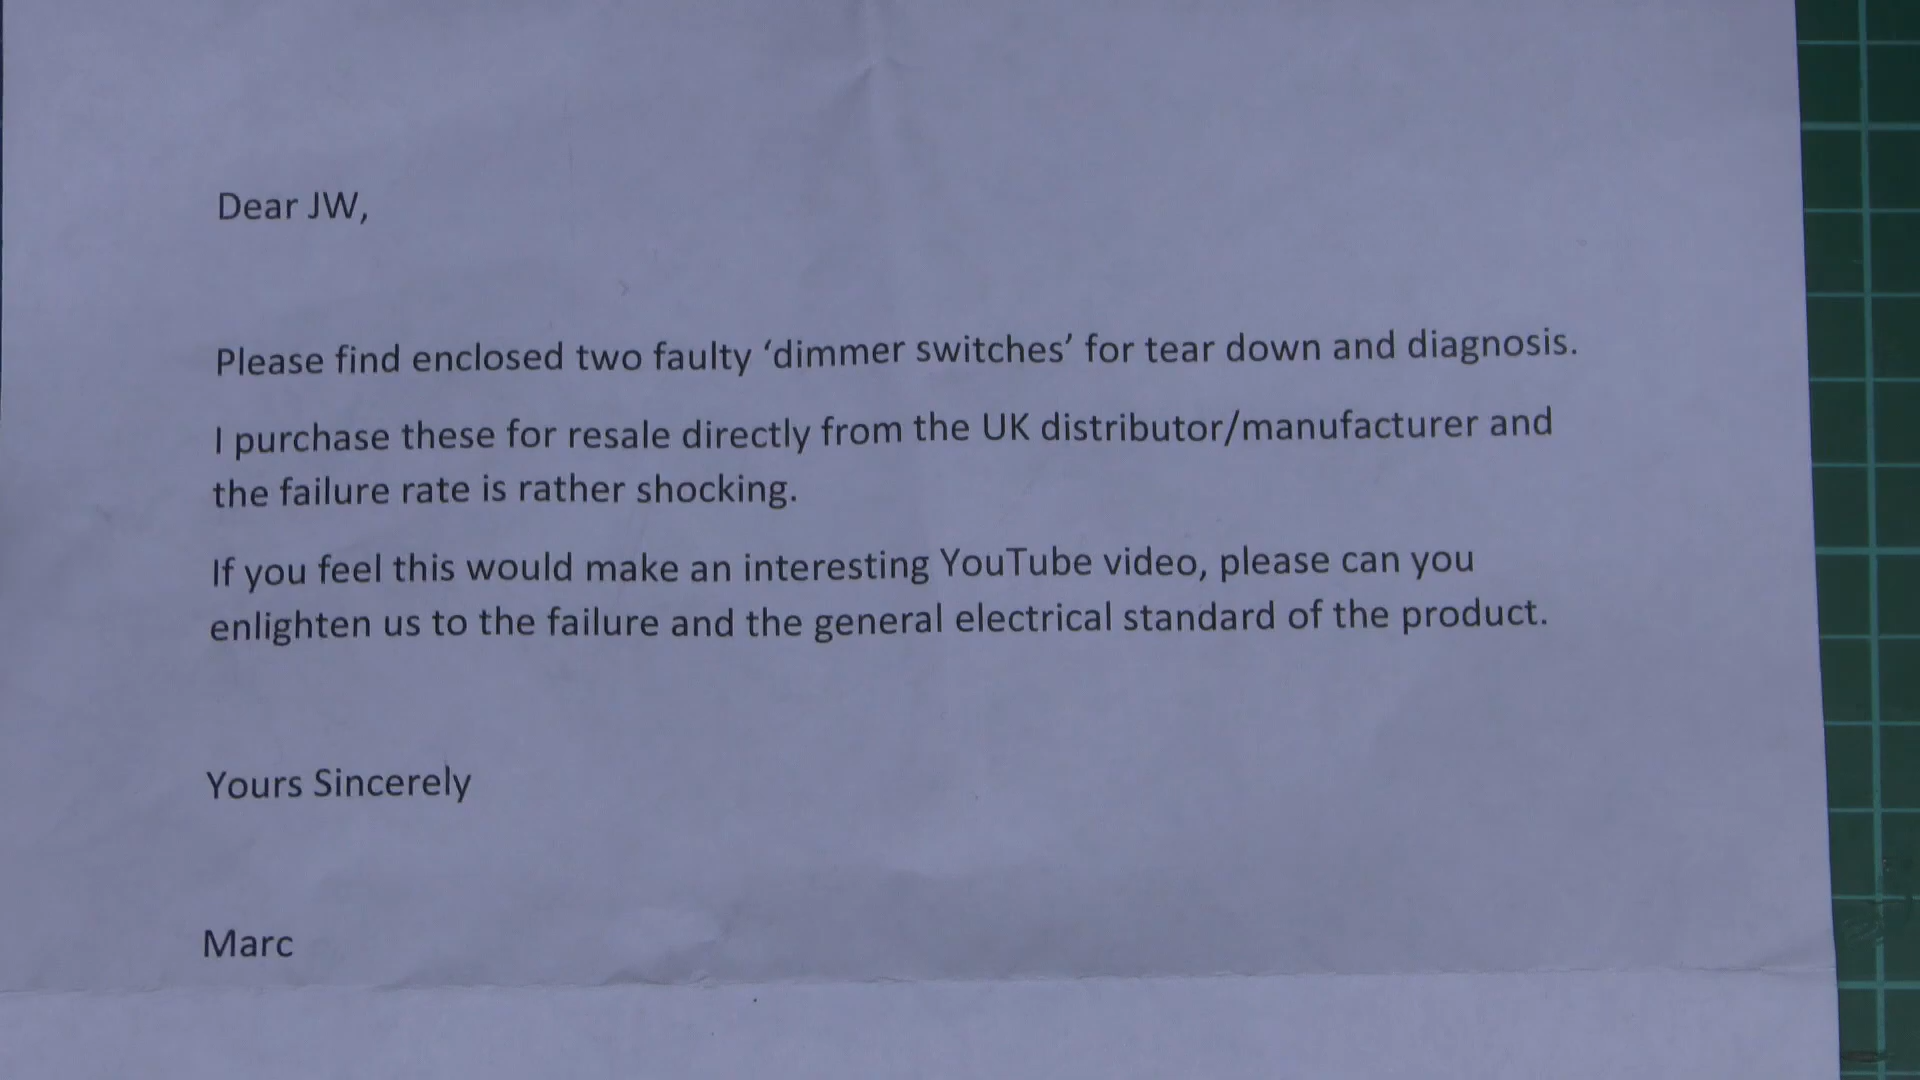 Dear JW,
Please find enclosed two faulty ‘dimmer switches’ for tear down and diagnosis.
I purchase these for resale directly from the UK distributor/manufacturer and
the failure rate is rather shocking.
If you feel this would make an interesting YouTube video, please can you
enlighten us to the failure and the general electrical standard of the product.
Yours Sincerely
Marc